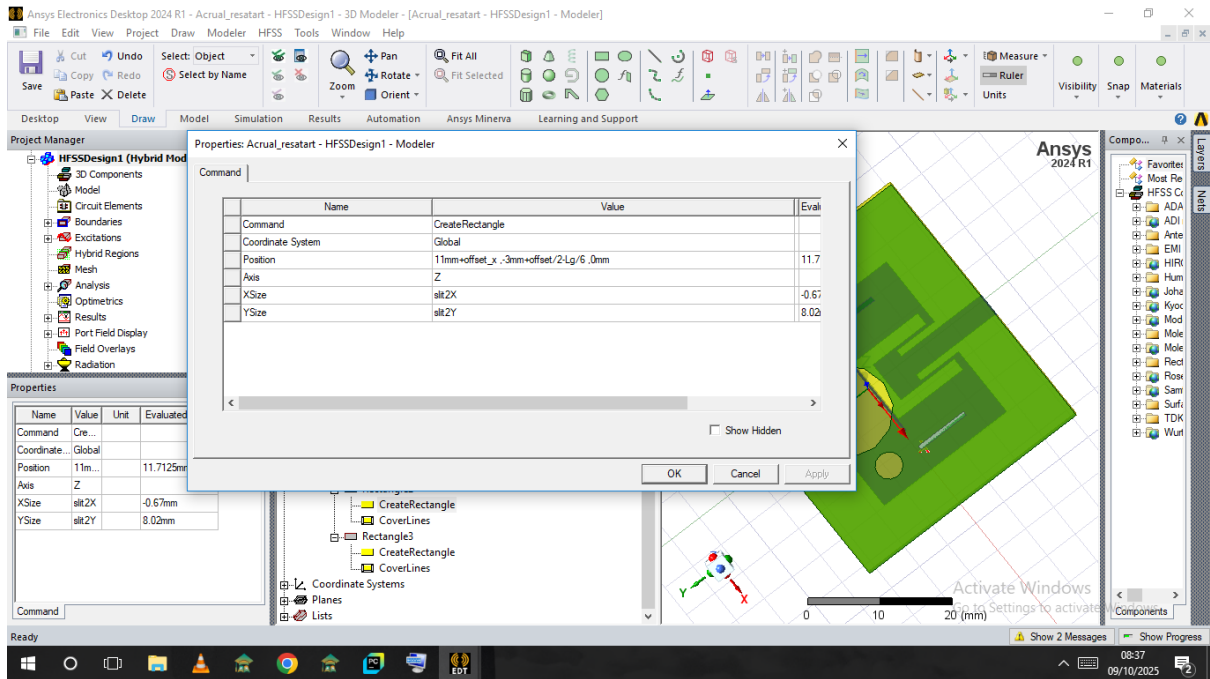 Ansys Electronics Desktop 2024 R1 - Acrual_resatart - HFSSDesign1 - 3D Modeler - [Acrual_resatart - HFSSDesign1 - Modeler]
File Edit View Project Draw Modeler HFSS Tools Window Help
Save
Cut Undo Select: Object
Copy Redo Select by Name
Paste Delete
Zoom
Pan
Rotate
Orient
Fit All
Fit Selected
Measure
Ruler
Units
Visibility Snap Materials
Desktop View Draw Model Simulation Results Automation Ansys Minerva Learning and Support
Project Manager
HFSSDesign1 (Hybrid Mod
3D Components
Model
Circuit Elements
Boundaries
Excitations
Hybrid Regions
Mesh
Analysis
Optimetrics
Results
Port Field Display
Field Overlays
Radiation
Properties
Name Value Unit Evaluated
Command Cre...
Coordinate... Global
Position 11m... 11.7125mm
Axis Z
XSize slit2X -0.67mm
YSize slit2Y 8.02mm
Command
Properties: Acrual_resatart - HFSSDesign1 - Modeler
Command
Name Value Evalu
Command CreateRectangle
Coordinate System Global
Position 11mm+offset_x ,-3mm+offset/2-Lg/6 ,0mm 11.7
Axis Z
XSize slit2X -0.67
YSize slit2Y 8.02
Show Hidden
OK Cancel Apply
CreateRectangle
CoverLines
Rectangle3
CreateRectangle
CoverLines
Coordinate Systems
Planes
Lists
Ansys
2024 R1
Y X
0 10 20 (mm)
Activate Windows
Go to Settings to activate Windows.
Compo...
Favorites
Most Re
HFSS Co
ADA
ADI
Ante
EMI
HIRO
Hum
Joha
Kyoc
Mod
Mole
Mole
Rect
Rose
Sam
Surfa
TDK
Wurt
Components
Layers
Nets
Ready
Show 2 Messages Show Progress
PC
EDT
08:37
09/10/2025
2